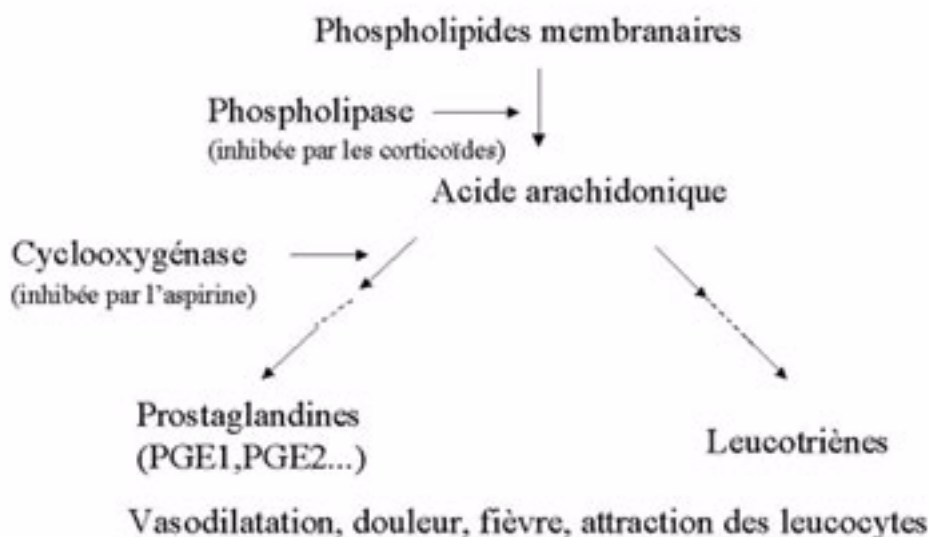 Phospholipides membranaires
Phospholipase
(inhibée par les corticoïdes)
Acide arachidonique
Cyclooxygénase
(inhibée par l'aspirine)
Prostaglandines
(PGE1,PGE2...)
Leucotriènes
Vasodilatation, douleur, fièvre, attraction des leucocytes